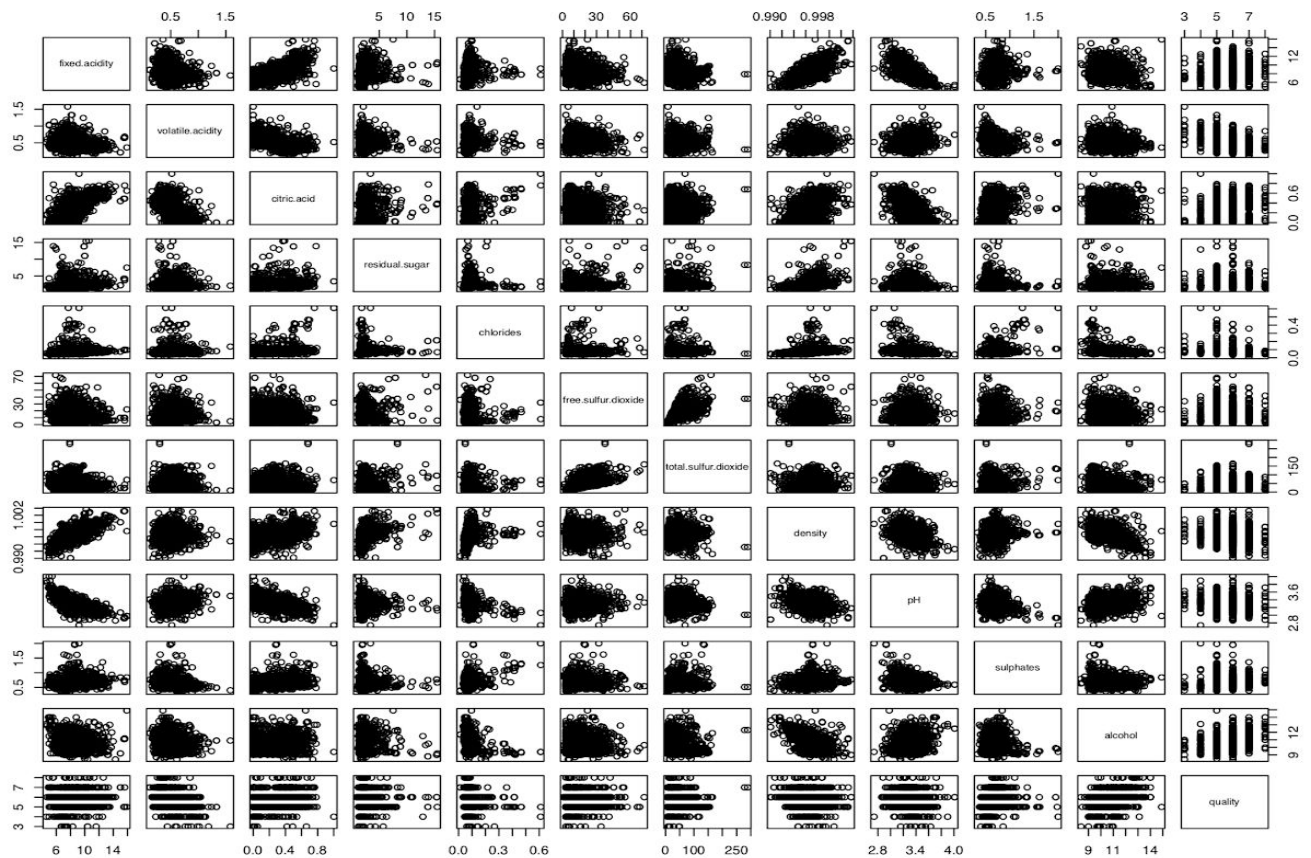 0.5 1.5 5 10 15 0 30 60 0.990 0.998 0.5 1.5 3 5 7
fixed.acidity 6 12
0.5 1.5 volatile.acidity
citric.acid 0.0 0.6
5 15 residual.sugar
chlorides 0.0 0.4
0 30 70 free.sulfur.dioxide
total.sulfur.dioxide 0 150
0.990 1.002 density
pH 2.8 3.6
0.5 1.5 sulphates
alcohol 9 12
3 5 7 quality
6 10 14 0.0 0.4 0.8 0.0 0.3 0.6 0 100 250 2.8 3.4 4.0 9 11 14